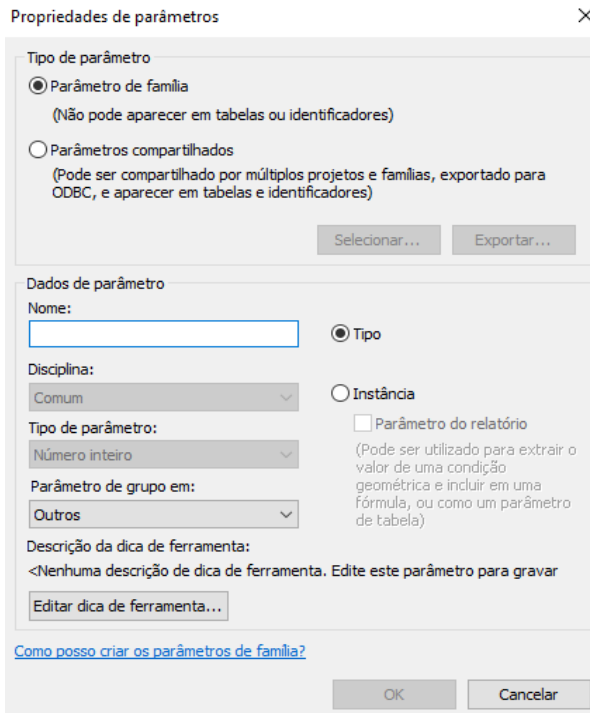 Propriedades de parâmetros
Tipo de parâmetro
Parâmetro de família
(Não pode aparecer em tabelas ou identificadores)
Parâmetros compartilhados
(Pode ser compartilhado por múltiplos projetos e famílias, exportado para
ODBC, e aparecer em tabelas e identificadores)
Selecionar...
Exportar...
Dados de parâmetro
Nome:
Tipo
Disciplina:
Comum
Instância
Parâmetro do relatório
(Pode ser utilizado para extrair o
valor de uma condição
geométrica e incluir em uma
fórmula, ou como um parâmetro
de tabela)
Tipo de parâmetro:
Número inteiro
Parâmetro de grupo em:
Outros
Descrição da dica de ferramenta:
<Nenhuma descrição de dica de ferramenta. Edite este parâmetro para gravar
Editar dica de ferramenta...
Como posso criar os parâmetros de família?
OK
Cancelar